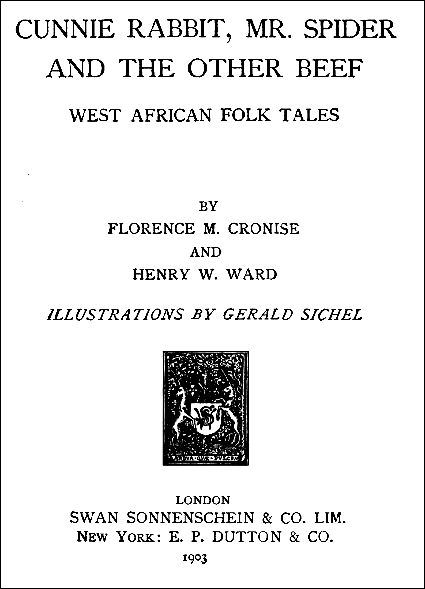 CUNNIE RABBIT, MR. SPIDER
AND THE OTHER BEEF
WEST AFRICAN FOLK TALES
BY
FLORENCE M. CRONISE
AND
HENRY W. WARD
ILLUSTRATIONS BY GERALD SICHEL
LONDON
SWAN SONNENSCHEIN & CO. LIM.
NEW YORK: E. P. DUTTON & CO.
1903